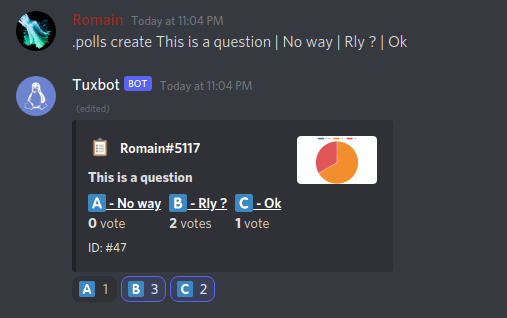 Romain Today at 11:04 PM
.polls create This is a question | No way | Rly ? | Ok
Tuxbot BOT Today at 11:04 PM
(edited)
Romain#5117
This is a question
A - No way B - Rly ? C - Ok
0 vote 2 votes 1 vote
ID: #47
A 1 B 3 C 2